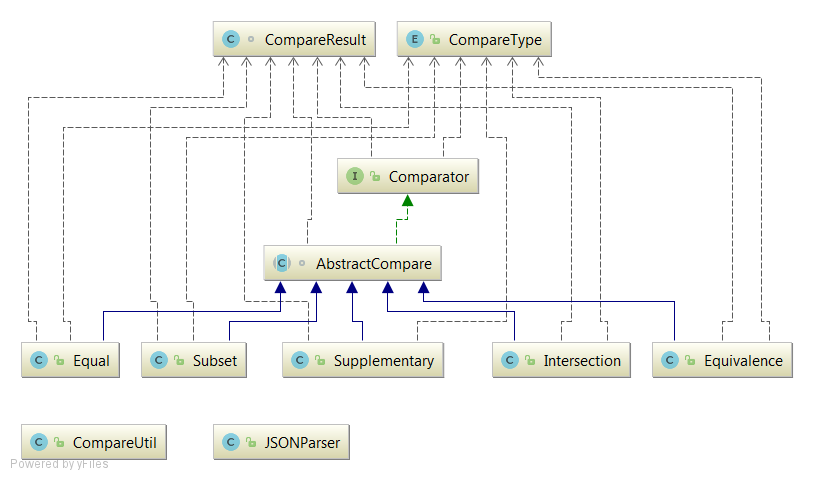 CompareResult
CompareType
Comparator
AbstractCompare
Equal
Subset
Supplementary
Intersection
Equivalence
CompareUtil
JSONParser
Powered by yFiles